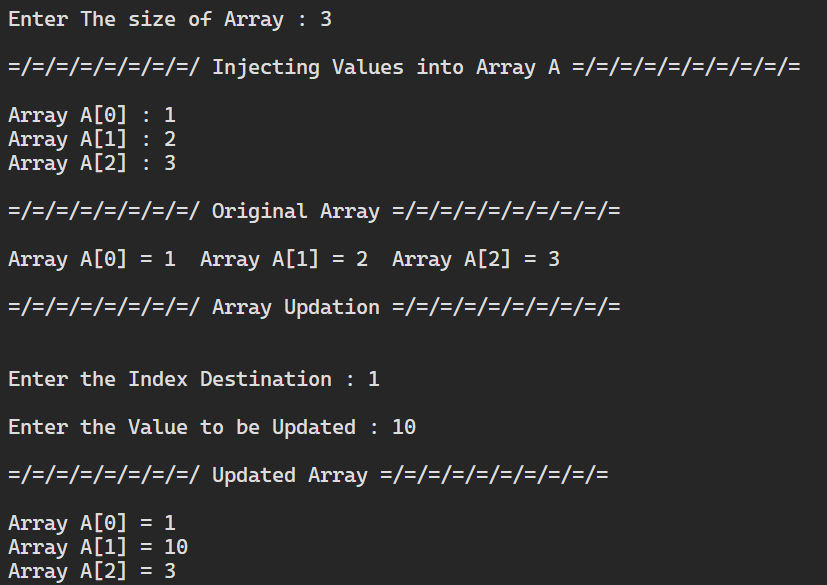 Enter The size of Array : 3
=/=/=/=/=/=/=/=/ Injecting Values into Array A =/=/=/=/=/=/=/=/=/=
Array A[0] : 1
Array A[1] : 2
Array A[2] : 3
=/=/=/=/=/=/=/=/ Original Array =/=/=/=/=/=/=/=/=/=
Array A[0] = 1  Array A[1] = 2  Array A[2] = 3
=/=/=/=/=/=/=/=/ Array Updation =/=/=/=/=/=/=/=/=/=
Enter the Index Destination : 1
Enter the Value to be Updated : 10
=/=/=/=/=/=/=/=/ Updated Array =/=/=/=/=/=/=/=/=/=
Array A[0] = 1
Array A[1] = 10
Array A[2] = 3